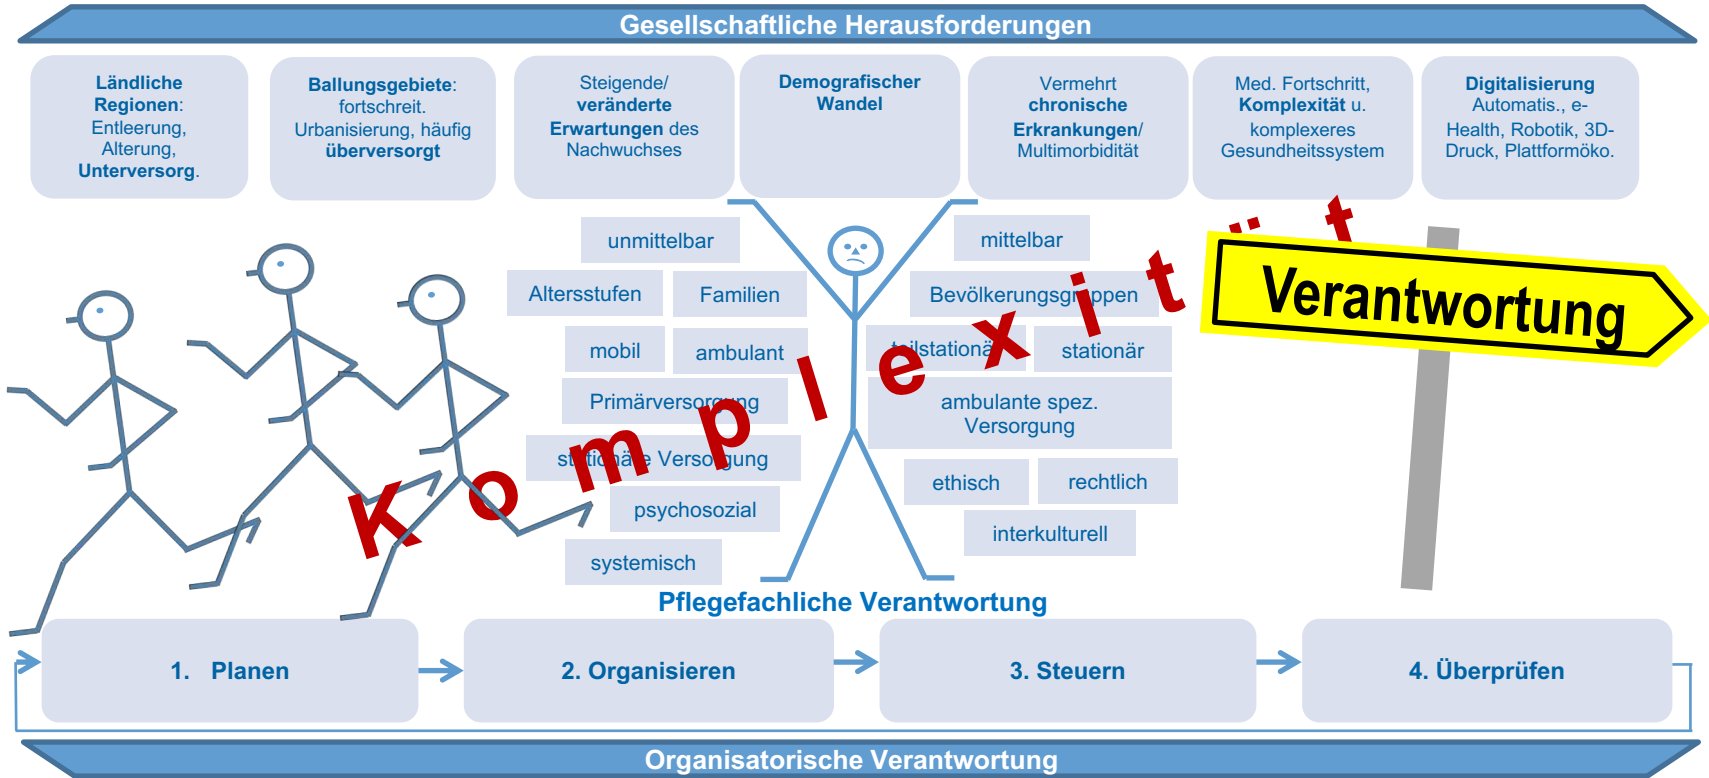 Gesellschaftliche Herausforderungen
Ländliche
Regionen:
Entleerung,
Alterung,
Unterversorg.
Ballungsgebiete:
fortschreit.
Urbanisierung, häufig
überversorgt
Steigende/
veränderte
Erwartungen des
Nachwuchses
Demografischer
Wandel
Vermehrt
chronische
Erkrankungen/
Multimorbidität
Med. Fortschritt,
Komplexität u.
komplexeres
Gesundheitssystem
Digitalisierung
Automatis., e-
Health, Robotik, 3D-
Druck, Plattformöko.
unmittelbar
mittelbar
Altersstufen
Familien
Bevölkerungsgruppen
mobil
ambulant
teilstationär
stationär
Primärversorgung
ambulante spez.
Versorgung
stationäre Versorgung
ethisch
rechtlich
psychosozial
interkulturell
systemisch
Komplexität
Verantwortung
Pflegefachliche Verantwortung
1. Planen
2. Organisieren
3. Steuern
4. Überprüfen
Organisatorische Verantwortung